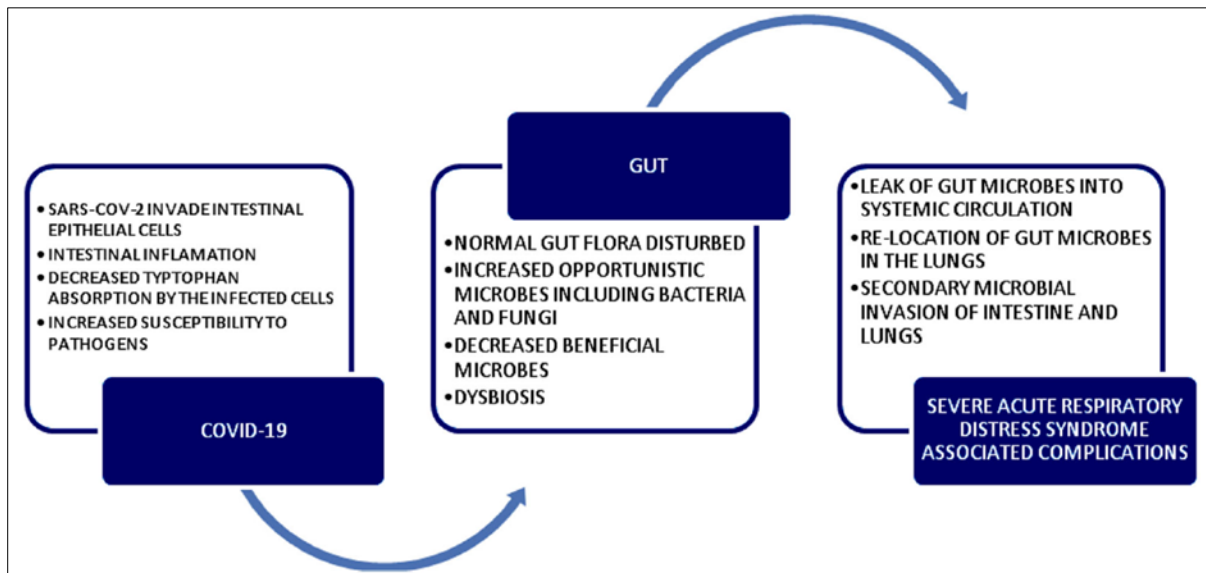 • SARS-COV-2 INVADE INTESTINAL
EPITHELIAL CELLS
• INTESTINAL INFLAMATION
• DECREASED TYPTOPHAN
ABSORPTION BY THE INFECTED CELLS
• INCREASED SUSCEPTIBILITY TO
PATHOGENS
COVID-19
GUT
• NORMAL GUT FLORA DISTURBED
• INCREASED OPPORTUNISTIC
MICROBES INCLUDING BACTERIA
AND FUNGI
• DECREASED BENEFICIAL
MICROBES
• DYSBIOSIS
• LEAK OF GUT MICROBES INTO
SYSTEMIC CIRCULATION
• RE-LOCATION OF GUT MICROBES
IN THE LUNGS
• SECONDARY MICROBIAL
INVASION OF INTESTINE AND
LUNGS
SEVERE ACUTE RESPIRATORY
DISTRESS SYNDROME
ASSOCIATED COMPLICATIONS